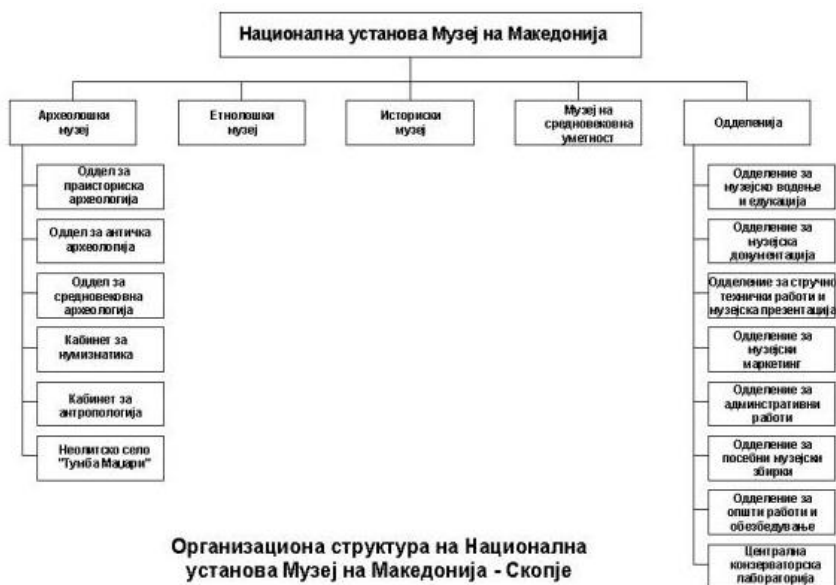 Национална установа Музеј на Македонија
Археолошки
музеј
Етнолошки
музеј
Историски
музеј
Музеј на
средновековна
уметност
Одделенија
Оддел за
праисториска
археологија
Оддел за античка
археологија
Оддел за
средновековна
археологија
Кабинет за
нумизматика
Кабинет за
антропологија
Неолитско село
"Тумба Маџари"
Одделение за
музејско водење
и едукација
Одделение за
музејска
документација
Одделение за стручно
технички работи и
музејска презентација
Одделение за
музејски
маркетинг
Одделение за
админстративни
работи
Одделение за
посебни музејски
збирки
Одделение за
општи работи и
обезбедување
Централна
конзерваторска
лабораторија
Организациона структура на Национална
установа Музеј на Македонија - Скопје